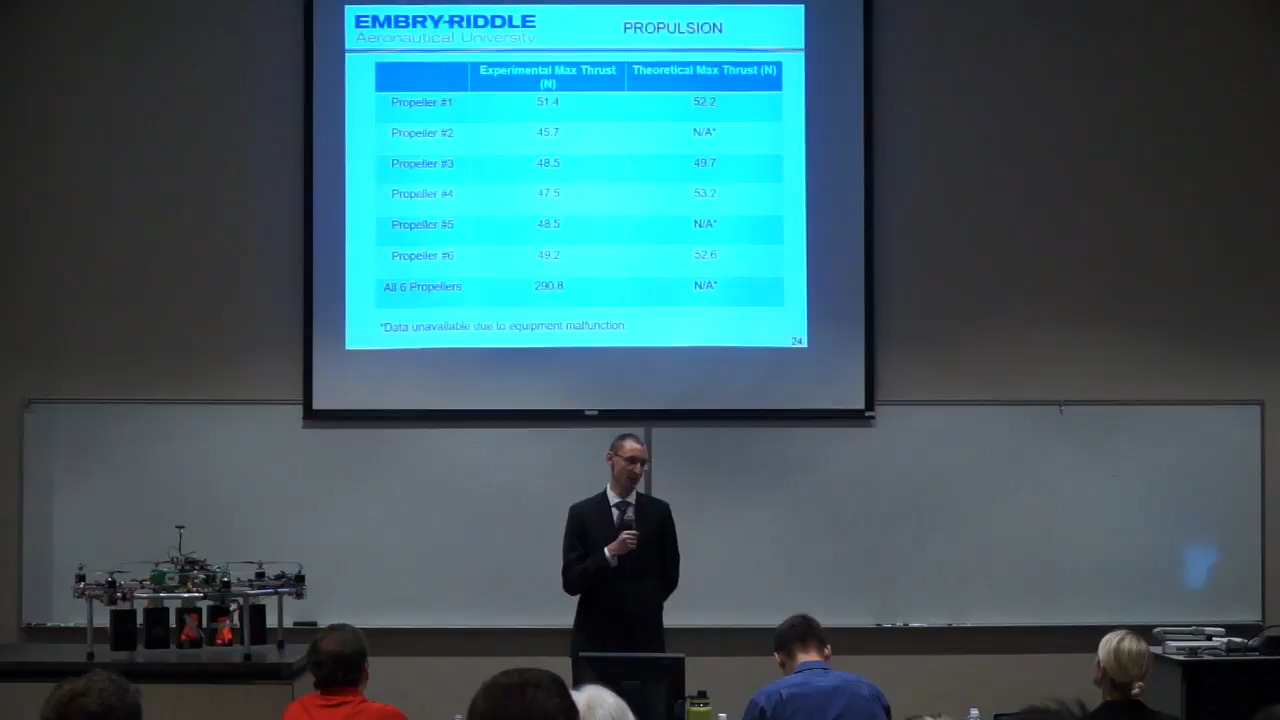 EMBRY-RIDDLE
Aeronautical University
PROPULSION
Experimental Max Thrust (N) Theoretical Max Thrust (N)
Propeller #1 51.4 52.2
Propeller #2 45.7 N/A*
Propeller #3 48.5 49.7
Propeller #4 47.5 53.2
Propeller #5 48.5 N/A*
Propeller #6 49.2 52.6
All 6 Propellers 290.8 N/A*
*Data unavailable due to equipment malfunction.
24